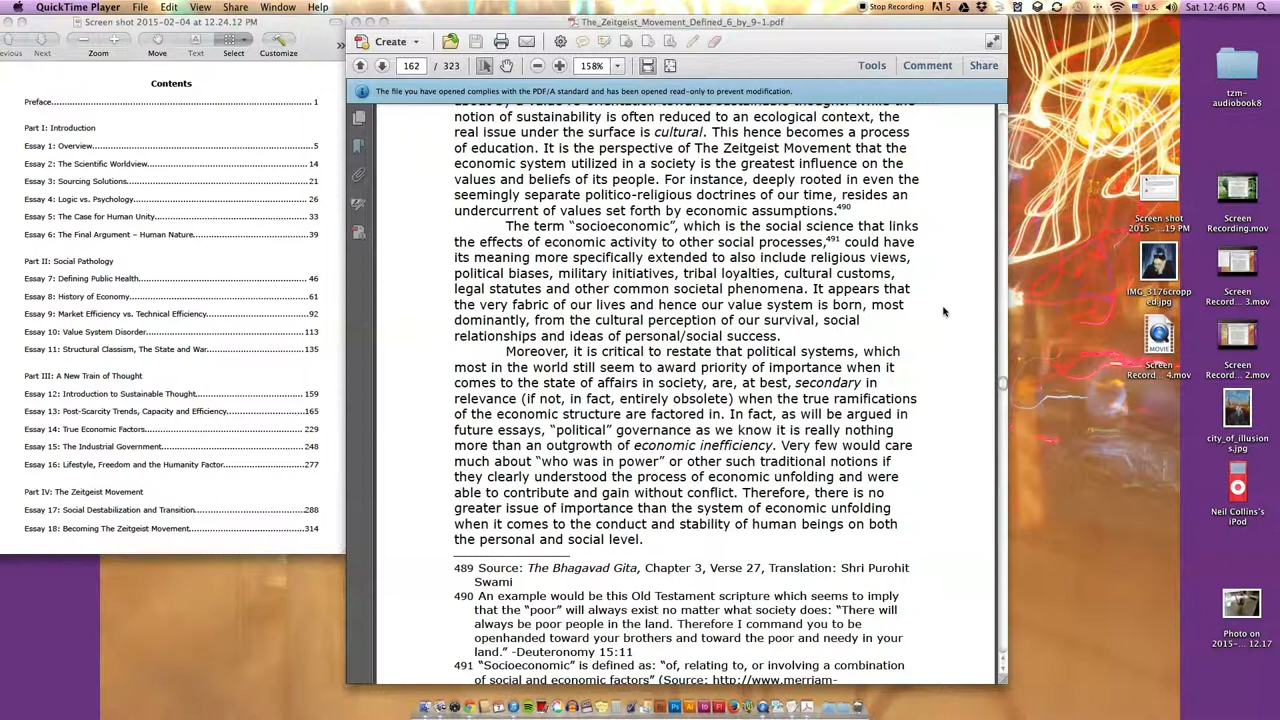 QuickTime Player File Edit View Share Window Help
Stop Recording
5
U.S.
Sat 12:46 PM
Screen shot 2015-02-04 at 12.24.12 PM
Next
Zoom
Move
Text
Select
Customize
Contents
Preface 1
Part I: Introduction
Essay 1: Overview 5
Essay 2: The Scientific Worldview 14
Essay 3: Sourcing Solutions 21
Essay 4: Logic vs. Psychology 26
Essay 5: The Case for Human Unity 33
Essay 6: The Final Argument – Human Nature 39
Part II: Social Pathology
Essay 7: Defining Public Health 46
Essay 8: History of Economy 61
Essay 9: Market Efficiency vs. Technical Efficiency 92
Essay 10: Value System Disorder 113
Essay 11: Structural Classism, The State and War 135
Part III: A New Train of Thought
Essay 12: Introduction to Sustainable Thought 159
Essay 13: Post-Scarcity Trends, Capacity and Efficiency 165
Essay 14: True Economic Factors 229
Essay 15: The Industrial Government 248
Essay 16: Lifestyle, Freedom and the Humanity Factor 277
Part IV: The Zeitgeist Movement
Essay 17: Social Destabilization and Transition 288
Essay 18: Becoming The Zeitgeist Movement 314
The_Zeitgeist_Movement_Defined_6_by_9-1.pdf
Create
162 / 323
158%
Tools Comment Share
The file you have opened complies with the PDF/A standard and has been opened read-only to prevent modification.
notion of sustainability is often reduced to an ecological context, the
real issue under the surface is cultural. This hence becomes a process
of education. It is the perspective of The Zeitgeist Movement that the
economic system utilized in a society is the greatest influence on the
values and beliefs of its people. For instance, deeply rooted in even the
seemingly separate politico-religious doctrines of our time, resides an
undercurrent of values set forth by economic assumptions.490
The term “socioeconomic”, which is the social science that links
the effects of economic activity to other social processes,491 could have
its meaning more specifically extended to also include religious views,
political biases, military initiatives, tribal loyalties, cultural customs,
legal statutes and other common societal phenomena. It appears that
the very fabric of our lives and hence our value system is born, most
dominantly, from the cultural perception of our survival, social
relationships and ideas of personal/social success.
Moreover, it is critical to restate that political systems, which
most in the world still seem to award priority of importance when it
comes to the state of affairs in society, are, at best, secondary in
relevance (if not, in fact, entirely obsolete) when the true ramifications
of the economic structure are factored in. In fact, as will be argued in
future essays, “political” governance as we know it is really nothing
more than an outgrowth of economic inefficiency. Very few would care
much about “who was in power” or other such traditional notions if
they clearly understood the process of economic unfolding and were
able to contribute and gain without conflict. Therefore, there is no
greater issue of importance than the system of economic unfolding
when it comes to the conduct and stability of human beings on both
the personal and social level.
489 Source: The Bhagavad Gita, Chapter 3, Verse 27, Translation: Shri Purohit
Swami
490 An example would be this Old Testament scripture which seems to imply
that the “poor” will always exist no matter what society does: “There will
always be poor people in the land. Therefore I command you to be
openhanded toward your brothers and toward the poor and needy in your
land.” -Deuteronomy 15:11
491 “Socioeconomic” is defined as: “of, relating to, or involving a combination
of social and economic factors” (Source: http://www.merriam-
tzm-
audiobook8
Screen shot
2015-...19 PM
Screen
Recording.mov
IMG_3176cropp
ed.jpg
Screen
Record... 3.mov
MOVIE
Screen
Record... 4.mov
Screen
Record... 2.mov
city_of_illusion
s.jpg
Neil Collins's
iPod
Photo on
2015-... 12.17